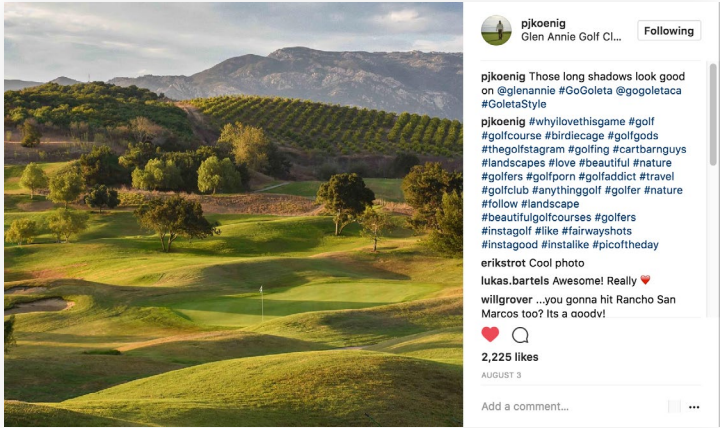 pjkoenig
Glen Annie Golf Cl...
Following
pjkoenig Those long shadows look good
on @glenannie #GoGoleta @gogoletaca
#GoletaStyle
pjkoenig #whyilovethisgame #golf
#golfcourse #birdiecage #golfgods
#thegolfstagram #golfing #cartbarnguys
#landscapes #love #beautiful #nature
#golfers #golfporn #golfaddict #travel
#golfclub #anythinggolf #golfer #nature
#follow #landscape
#beautifulgolfcourses #golfers
#instagolf #like #fairwaystyle
#instagood #instalike #picoftheday
erikstrot Cool photo
lukas.bartels Awesome! Really ❤️
willgrover ...you gonna hit Rancho San
Marcos too? Its a goody!
2,225 likes
AUGUST 3
Add a comment...